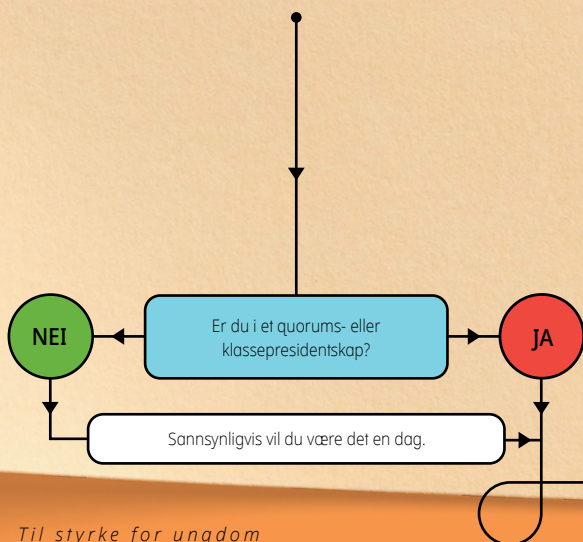 Er du i et quorums- eller
klassepresidentskap?
NEI
JA
Sannsynligvis vil du være det en dag.
Til styrke for ungdom